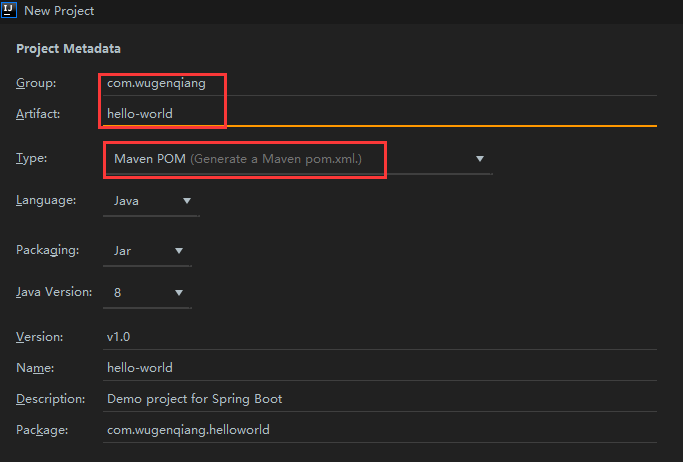 IJ New Project
Project Metadata
Group: com.wugenqiang
Artifact: hello-world
Type: Maven POM (Generate a Maven pom.xml.)
Language: Java
Packaging: Jar
Java Version: 8
Version: v1.0
Name: hello-world
Description: Demo project for Spring Boot
Package: com.wugenqiang.helloworld